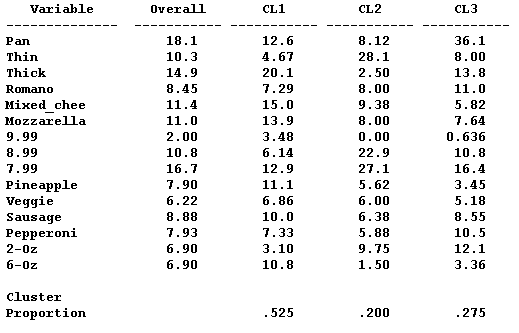 Variable Overall CL1 CL2 CL3
Pan 18.1 12.6 8.12 36.1
Thin 10.3 4.67 28.1 8.00
Thick 14.9 20.1 2.50 13.8
Romano 8.45 7.29 8.00 11.0
Mixed_chee 11.4 15.0 9.38 5.82
Mozzarella 11.0 13.9 8.00 7.64
9.99 2.00 3.48 0.00 0.636
8.99 10.8 6.14 22.9 10.8
7.99 16.7 12.9 27.1 16.4
Pineapple 7.90 11.1 5.62 3.45
Veggie 6.22 6.86 6.00 5.18
Sausage 8.88 10.0 6.38 8.55
Pepperoni 7.93 7.33 5.88 10.5
2-Oz 6.90 3.10 9.75 12.1
6-Oz 6.90 10.8 1.50 3.36
Cluster
Proportion .525 .200 .275